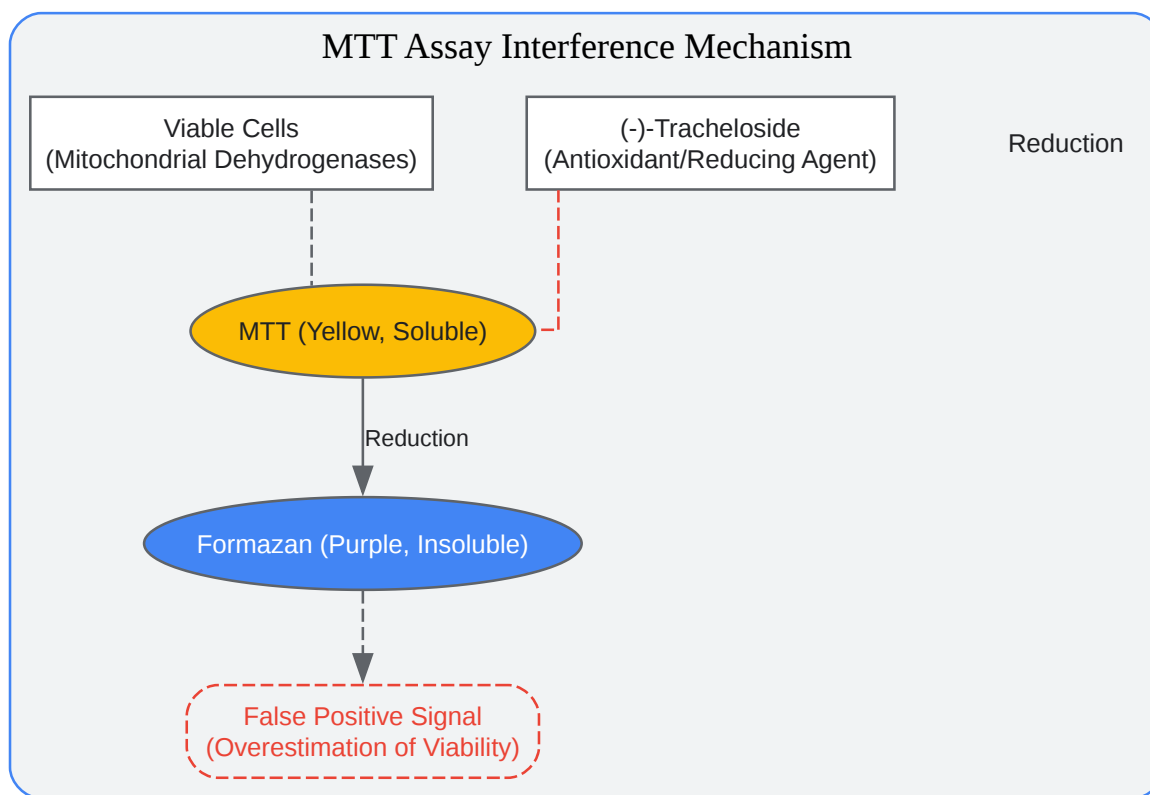 MTT Assay Interference Mechanism
Viable Cells
(Mitochondrial Dehydrogenases)
(-)-Tracheloside
(Antioxidant/Reducing Agent)
Reduction
MTT (Yellow, Soluble)
Reduction
Formazan (Purple, Insoluble)
False Positive Signal
(Overestimation of Viability)